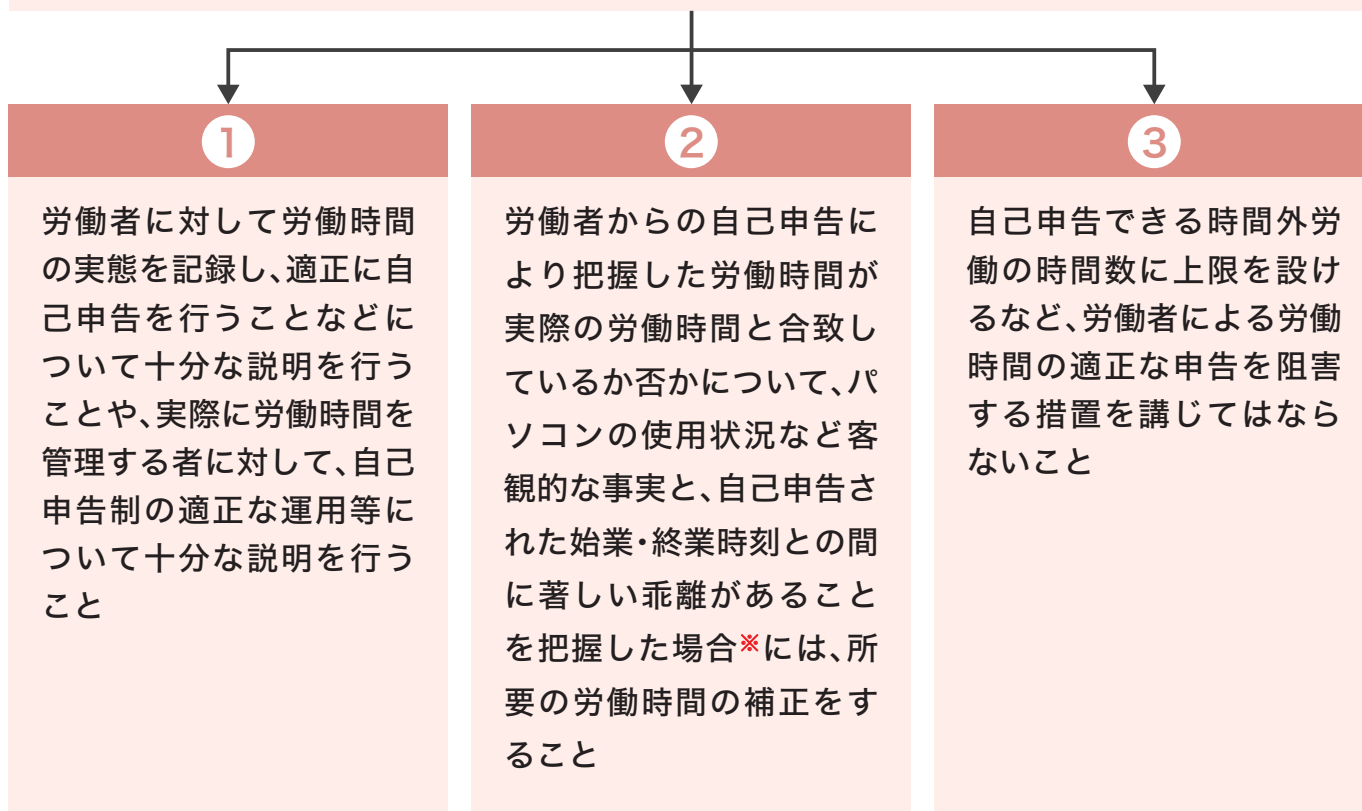 1
労働者に対して労働時間
の実態を記録し、適正に自
己申告を行うことなどに
ついて十分な説明を行う
ことや、実際に労働時間を
管理する者に対して、自己
申告制の適正な運用等に
ついて十分な説明を行う
こと
2
労働者からの自己申告に
より把握した労働時間が
実際の労働時間と合致し
ているか否かについて、パ
ソコンの使用状況など客
観的な事実と、自己申告さ
れた始業・終業時刻との間
に著しい乖離があること
を把握した場合※には、所
要の労働時間の補正をす
ること
3
自己申告できる時間外労
働の時間数に上限を設け
るなど、労働者による労働
時間の適正な申告を阻害
する措置を講じてはなら
ないこと